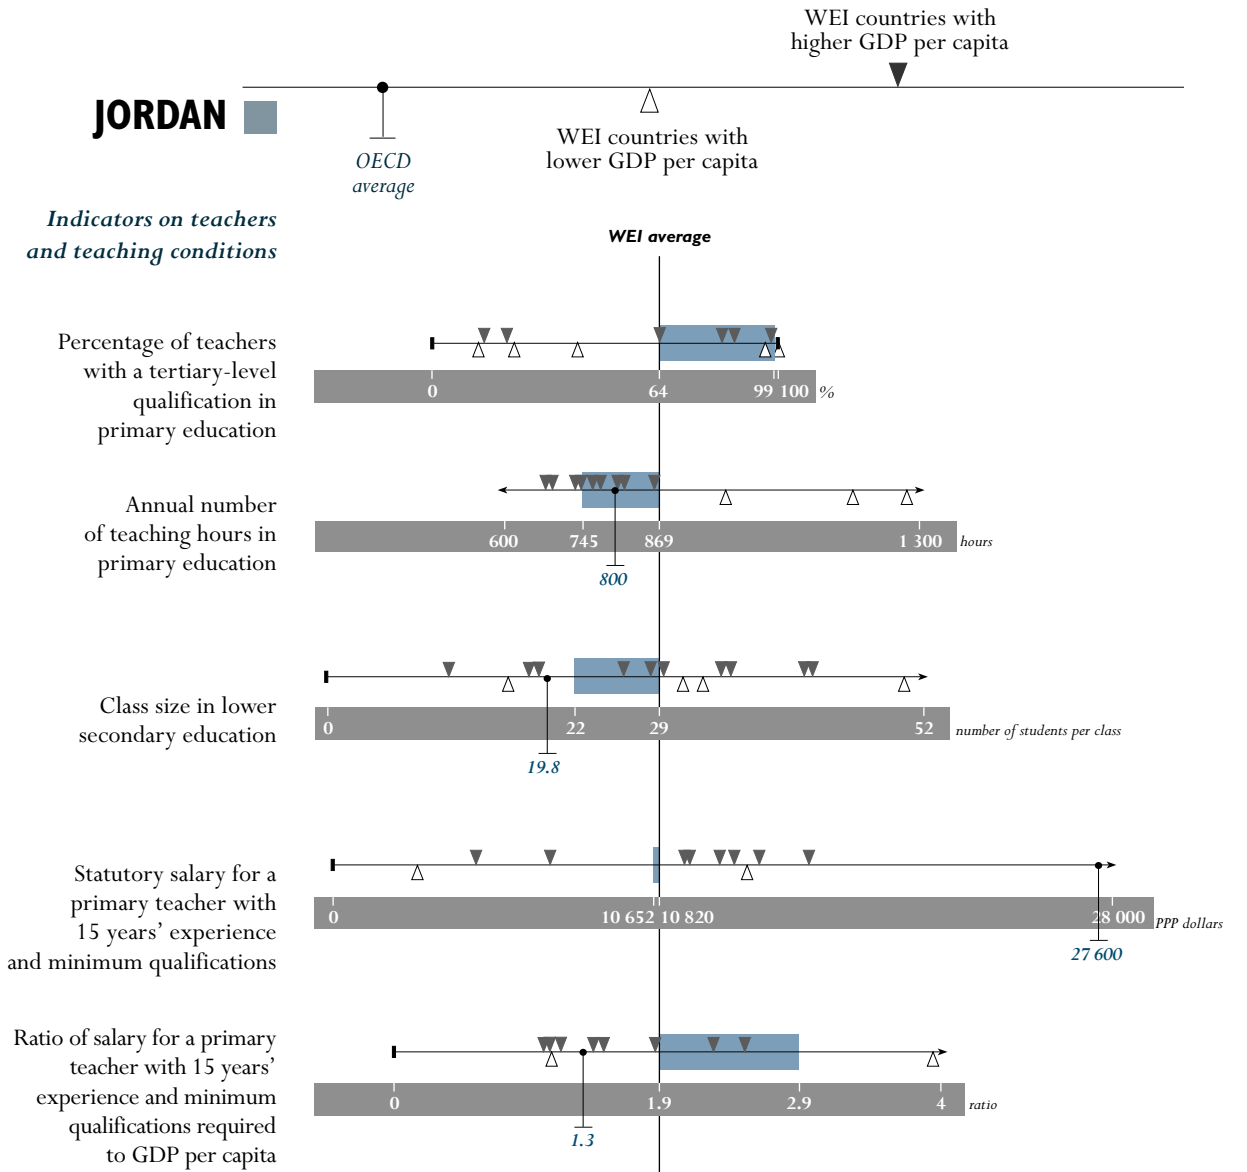 WEI countries with
higher GDP per capita
JORDAN
WEI countries with
lower GDP per capita
OECD
average
Indicators on teachers
and teaching conditions
WEI average
Percentage of teachers
with a tertiary-level
qualification in
primary education
0 64 99 100 %
Annual number
of teaching hours in
primary education
600 745 869 1 300 hours
800
Class size in lower
secondary education
0 22 29 52 number of students per class
19.8
Statutory salary for a
primary teacher with
15 years’ experience
and minimum qualifications
0 10 652 10 820 28 000 PPP dollars
27 600
Ratio of salary for a primary
teacher with 15 years’
experience and minimum
qualifications required
to GDP per capita
0 1.9 2.9 4 ratio
1.3